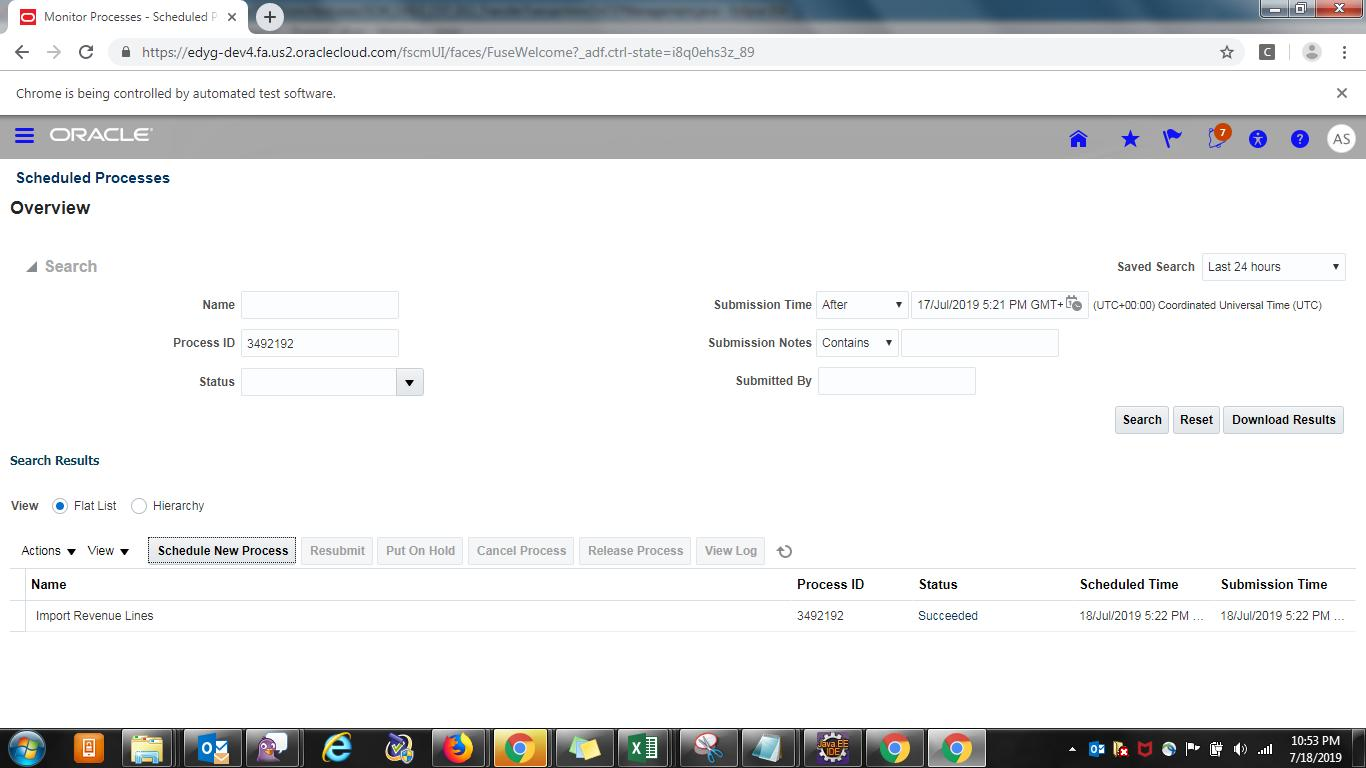 Monitor Processes - Scheduled P
https://edyg-dev4.fa.us2.oraclecloud.com/fscmUI/faces/FuseWelcome?_adf.ctrl-state=i8q0ehs3z_89
C
Chrome is being controlled by automated test software.
ORACLE
7
?
AS
Scheduled Processes
Overview
Search
Saved Search Last 24 hours
Name
Submission Time After 17/Jul/2019 5:21 PM GMT+ (UTC+00:00) Coordinated Universal Time (UTC)
Process ID 3492192
Submission Notes Contains
Status
Submitted By
Search Reset Download Results
Search Results
View Flat List Hierarchy
Actions View Schedule New Process Resubmit Put On Hold Cancel Process Release Process View Log
Name Process ID Status Scheduled Time Submission Time
Import Revenue Lines 3492192 Succeeded 18/Jul/2019 5:22 PM ... 18/Jul/2019 5:22 PM ...
Java EE
IDE
10:53 PM
7/18/2019